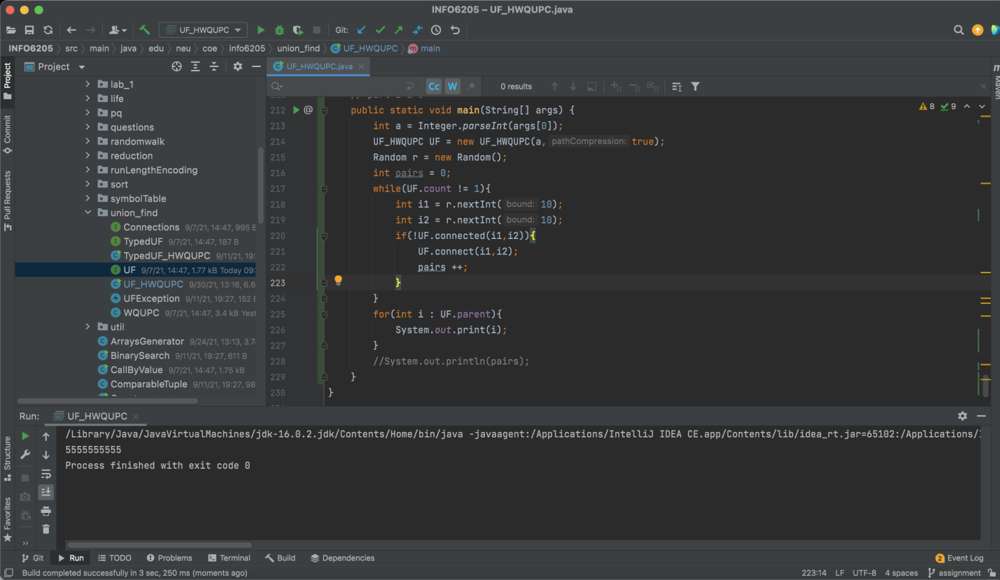 INFO6205 – UF_HWQUPC.java
UF_HWQUPC
Git:
INFO6205 src main java edu neu coe info6205 union_find UF_HWQUPC main
Project
UF_HWQUPC.java
Cc W .* 0 results
lab_1
life
pq
questions
randomwalk
reduction
runLengthEncoding
sort
symbolTable
union_find
Connections 9/7/21, 14:47, 995 B
TypedUF 9/7/21, 14:47, 187 B
TypedUF_HWQUPC 9/11/21, 19:
UF 9/7/21, 14:47, 1.77 kB Today 09:
UF_HWQUPC 9/30/21, 13:16, 6.6
UFException 9/11/21, 19:27, 152 B
WQUPC 9/7/21, 14:47, 3.4 kB Yest
util
ArraysGenerator 9/24/21, 13:13, 3.7
BinarySearch 9/11/21, 19:27, 611 B
CallByValue 9/7/21, 14:47, 1.75 kB
ComparableTuple 9/11/21, 19:27, 98
8 9
212 @ public static void main(String[] args) {
213 int a = Integer.parseInt(args[0]);
214 UF_HWQUPC UF = new UF_HWQUPC(a, pathCompression: true);
215 Random r = new Random();
216 int pairs = 0;
217 while(UF.count != 1){
218 int i1 = r.nextInt( bound: 10);
219 int i2 = r.nextInt( bound: 10);
220 if(!UF.connected(i1,i2)){
221 UF.connect(i1,i2);
222 pairs ++;
223 }
224 }
225 for(int i : UF.parent){
226 System.out.print(i);
227 }
228 //System.out.println(pairs);
229 }
230 }
Project
Commit
Pull Requests
Structure
Favorites
Maven
Run: UF_HWQUPC
/Library/Java/JavaVirtualMachines/jdk-16.0.2.jdk/Contents/Home/bin/java -javaagent:/Applications/IntelliJ IDEA CE.app/Contents/lib/idea_rt.jar=65102:/Applications/
5555555555
Process finished with exit code 0
Git Run TODO Problems Terminal Build Dependencies 2 Event Log
Build completed successfully in 3 sec, 250 ms (moments ago) 223:14 LF UTF-8 4 spaces assignment